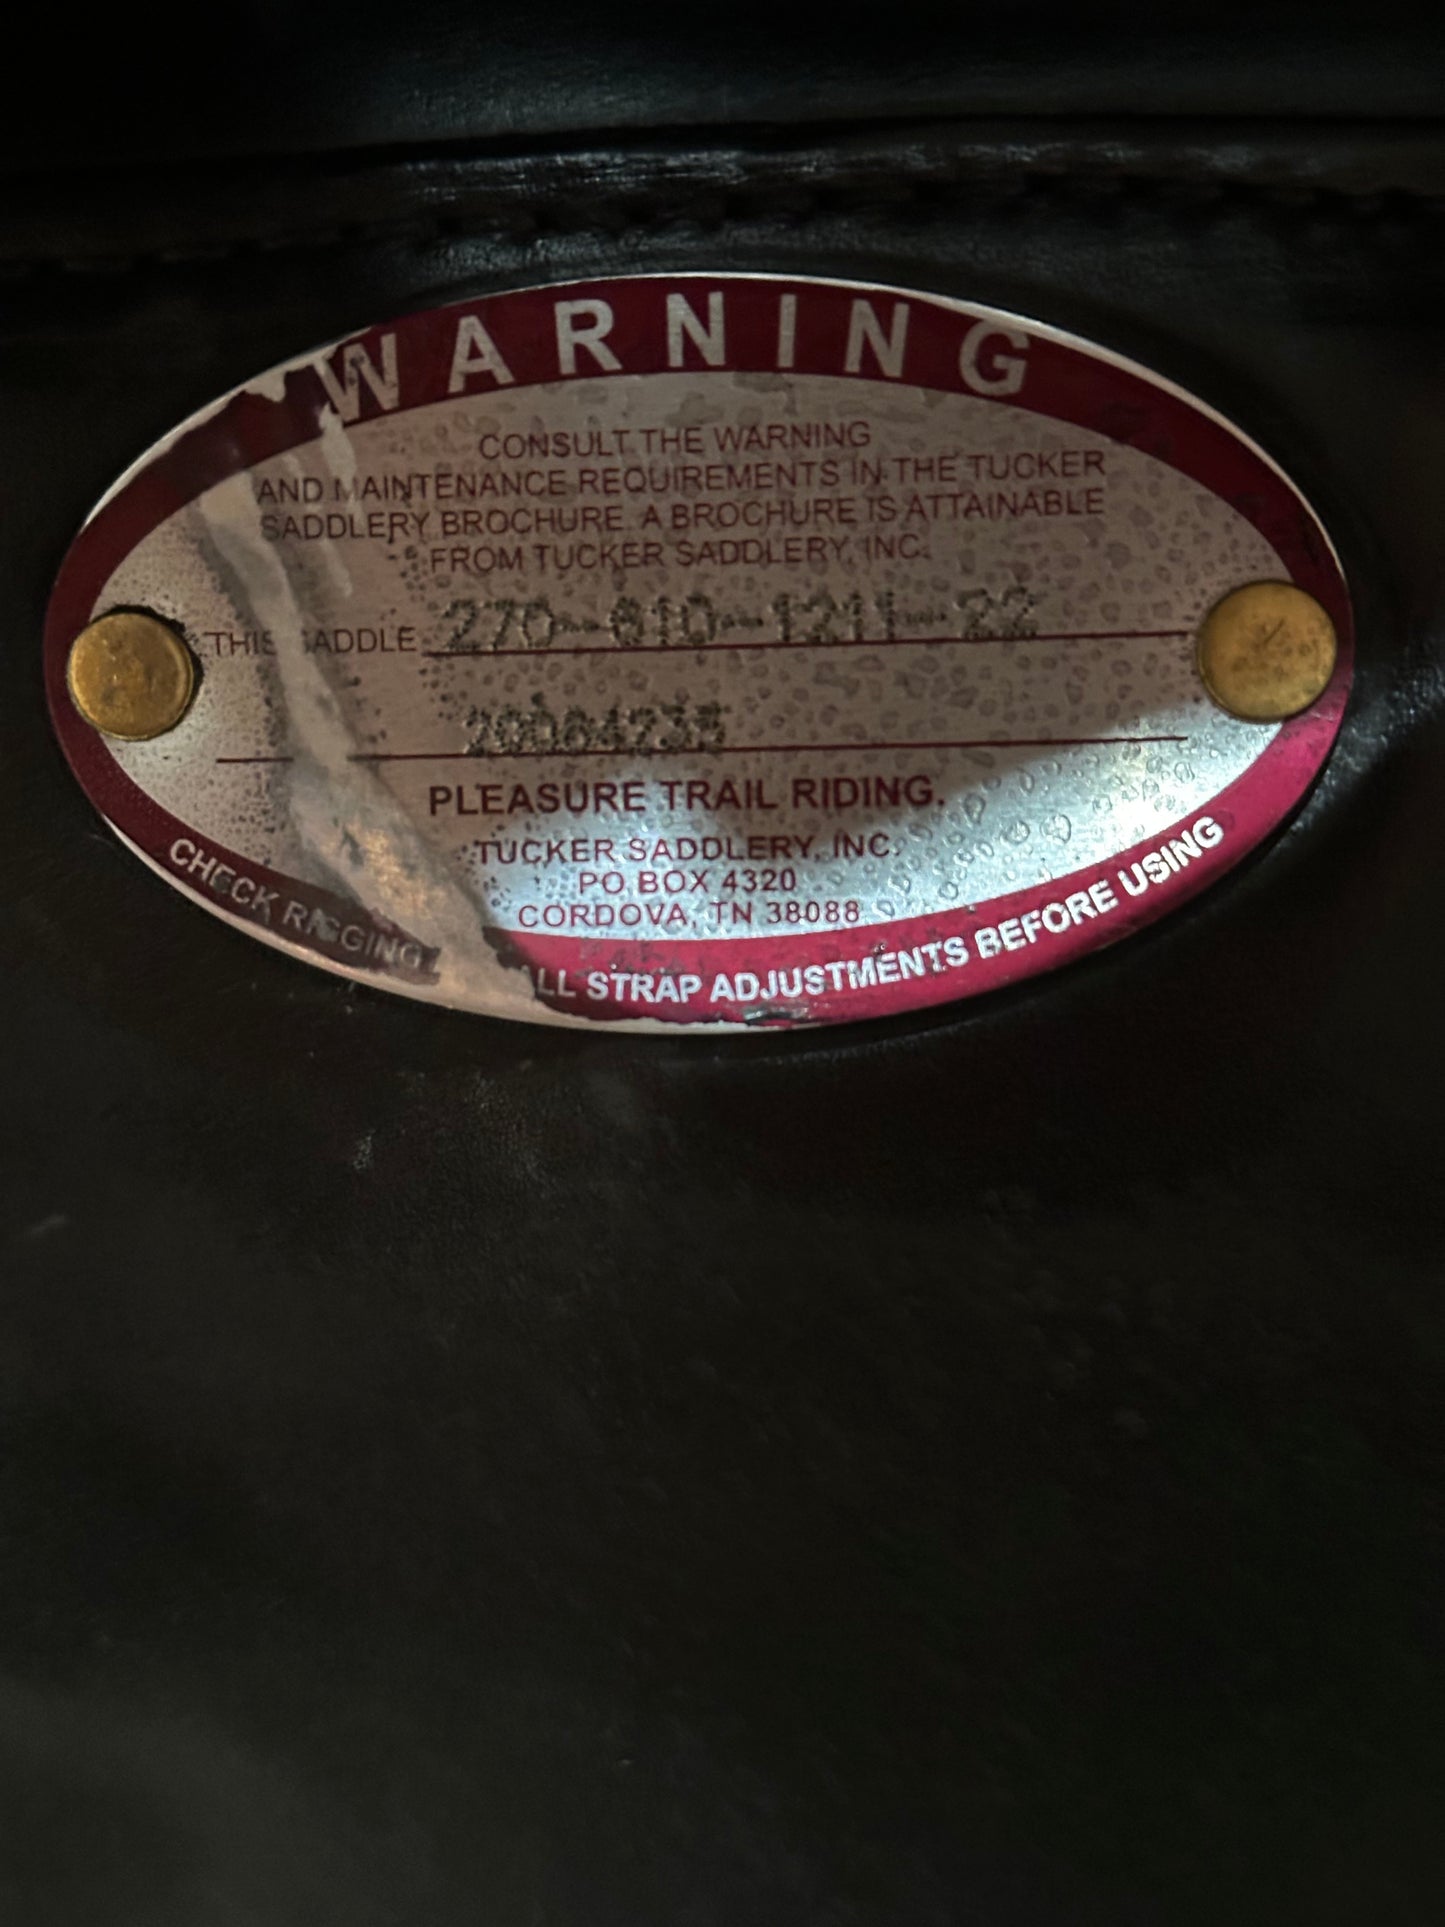 WARNING
CONSULT THE WARNING
AND MAINTENANCE REQUIREMENTS IN THE TUCKER
SADDLERY BROCHURE. A BROCHURE IS ATTAINABLE
FROM TUCKER SADDLERY, INC.
THIS SADDLE 270-610-1211-22
20064235
PLEASURE TRAIL RIDING.
TUCKER SADDLERY, INC.
PO BOX 4320
CORDOVA, TN 38088
CHECK RIGGING ALL STRAP ADJUSTMENTS BEFORE USING